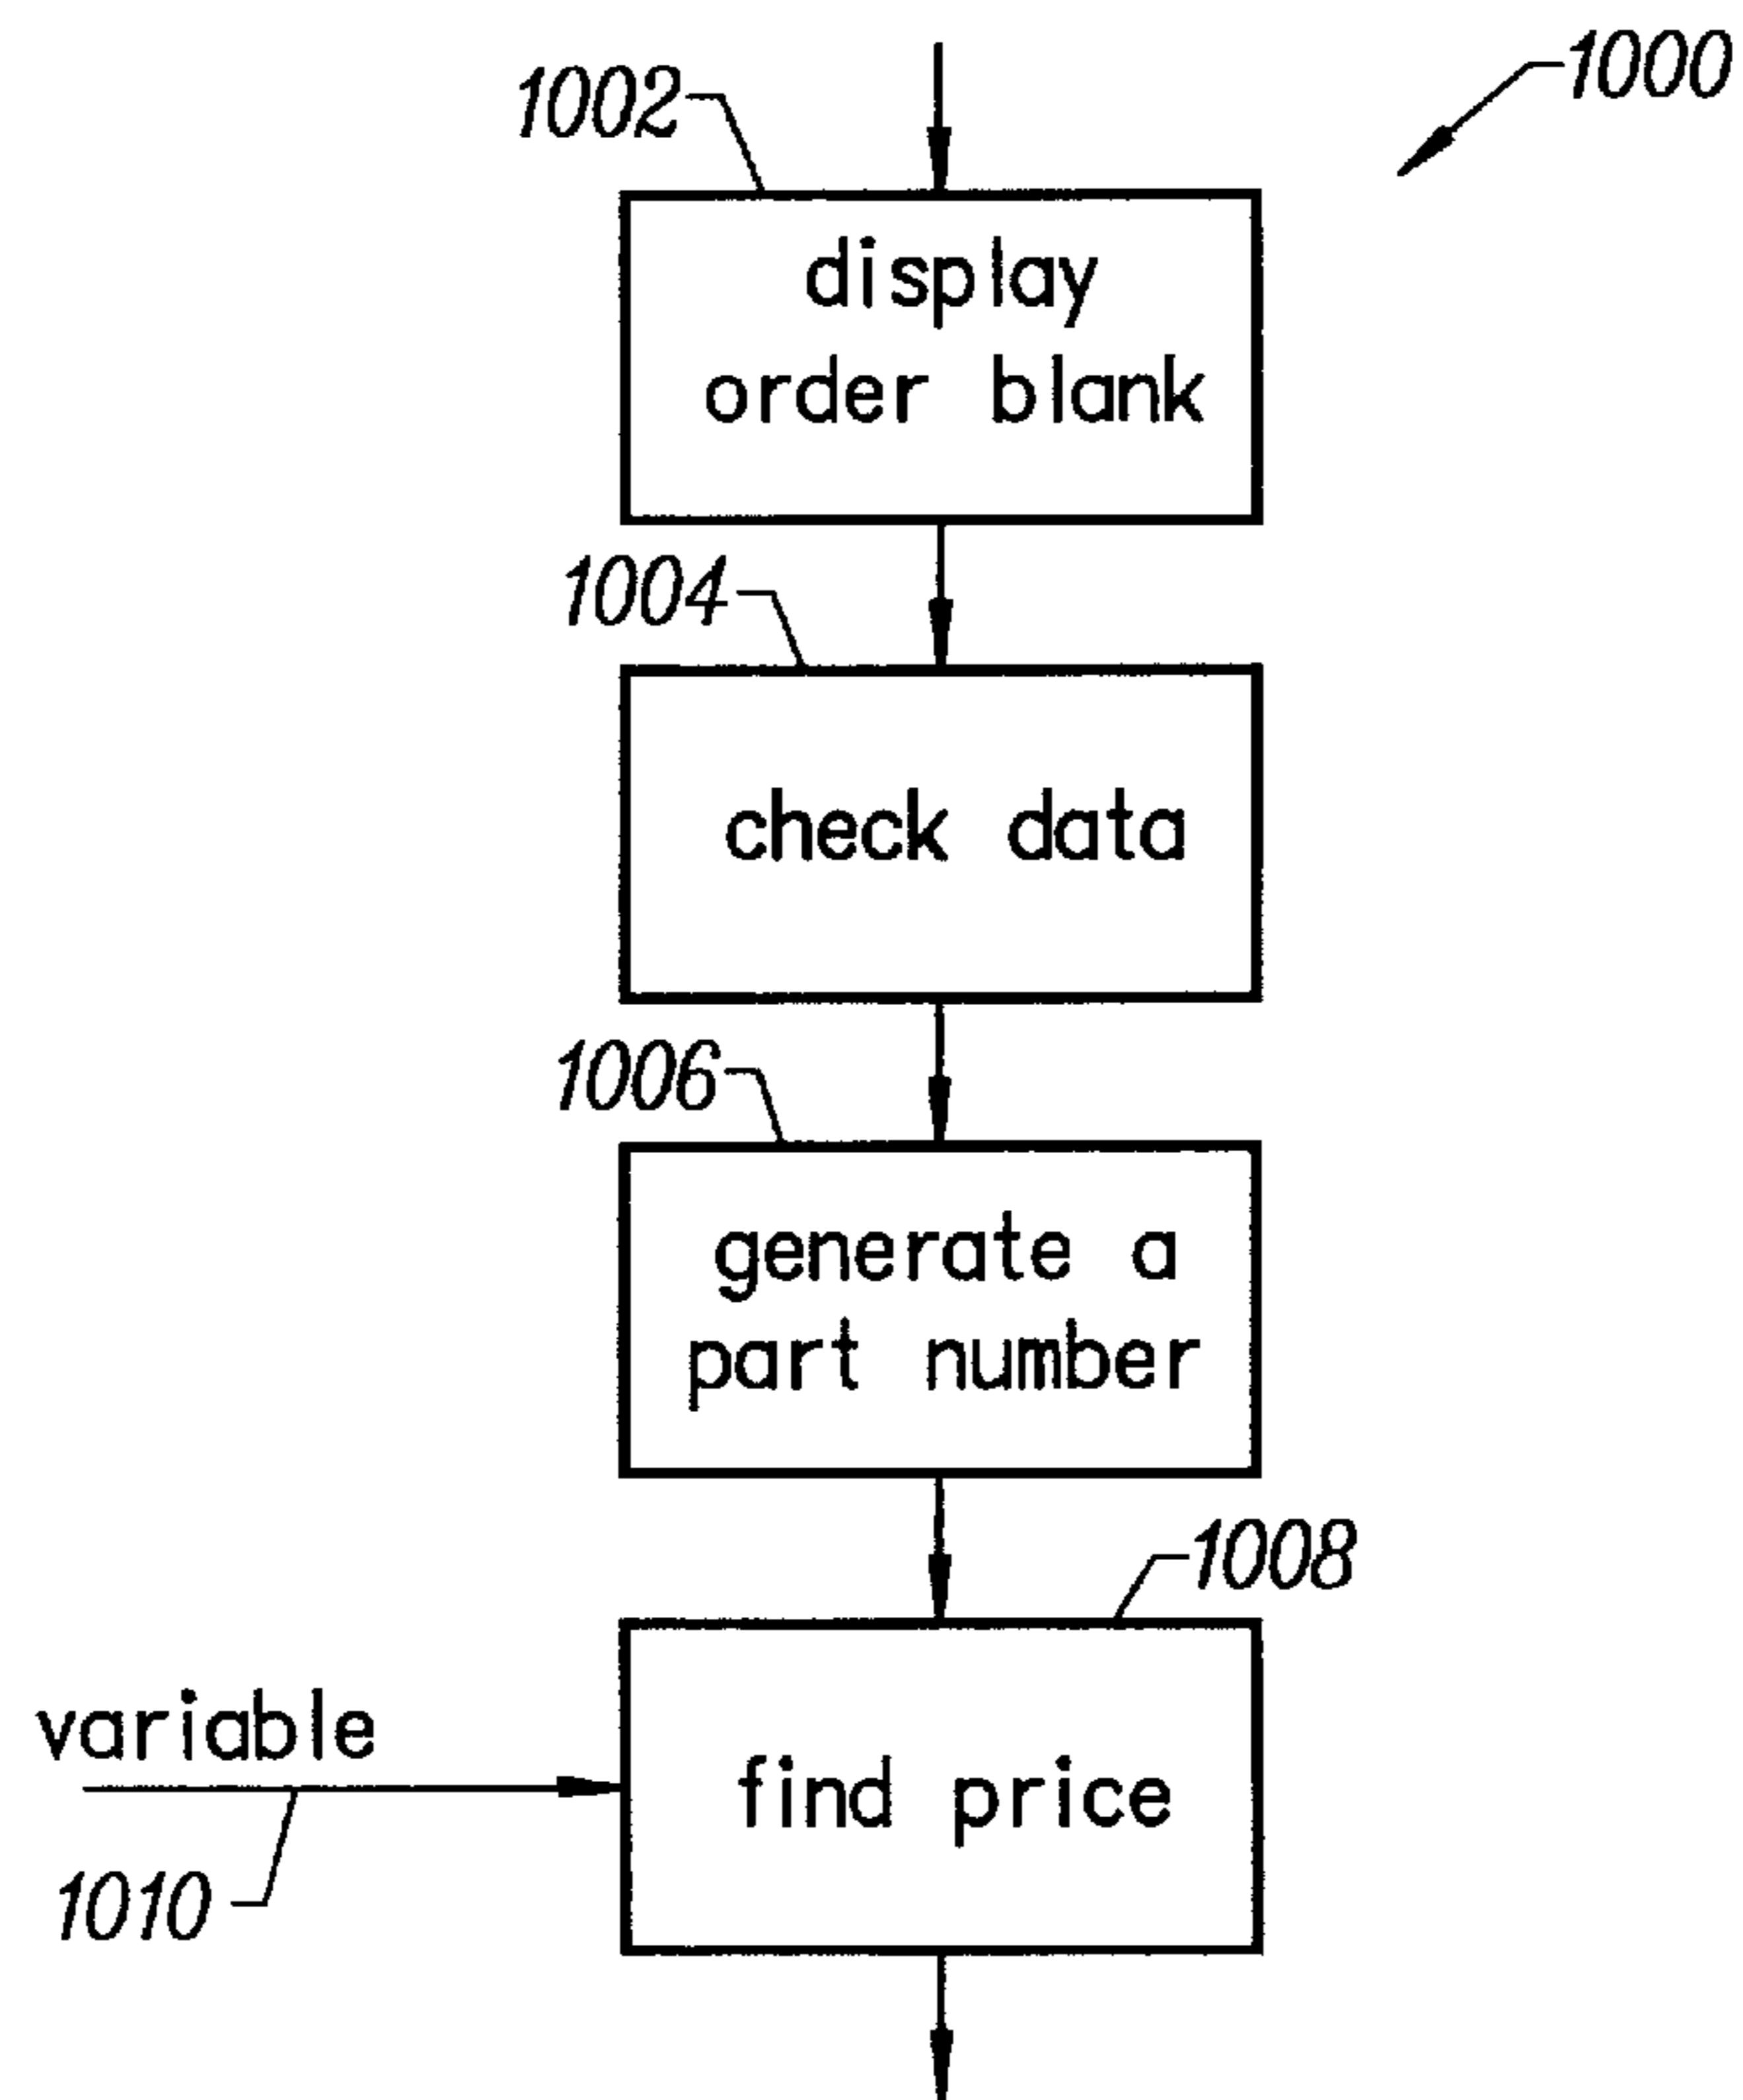 1000
1002
display
order blank
1004
check data
1006
generate a
part number
1008
variable
find price
1010